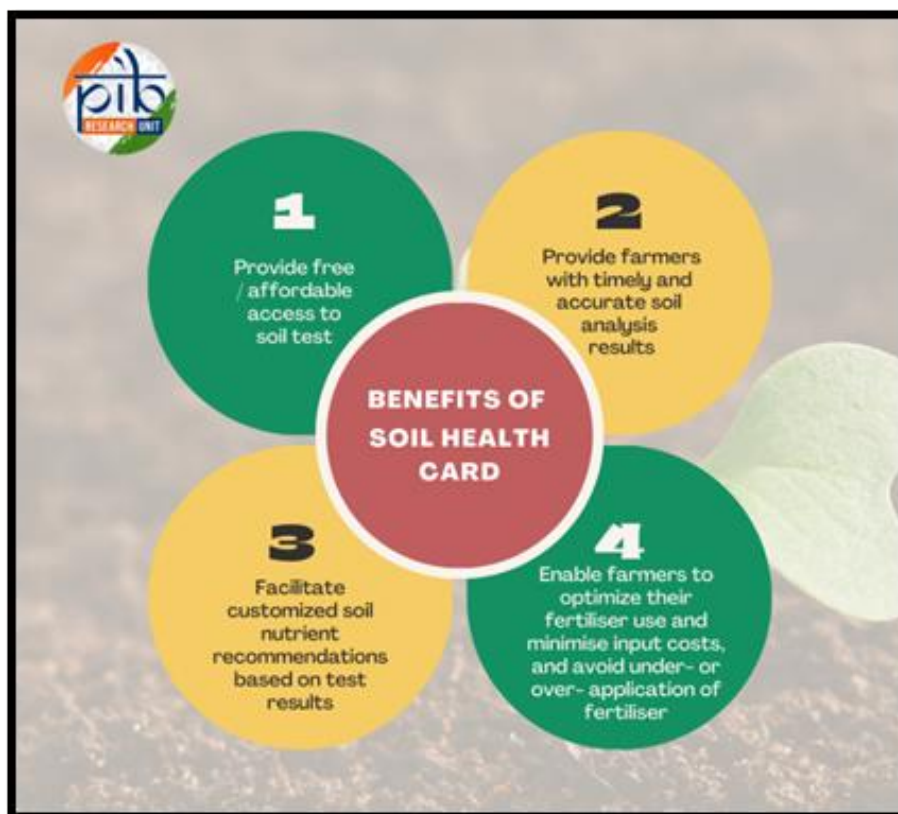 pib
RESEARCH UNIT
1
Provide free
/ affordable
access to
soil test
2
Provide farmers
with timely and
accurate soil
analysis
results
BENEFITS OF
SOIL HEALTH
CARD
3
Facilitate
customized soil
nutrient
recommendations
based on test
results
4
Enable farmers to
optimize their
fertiliser use and
minimise input costs,
and avoid under- or
over- application of
fertiliser